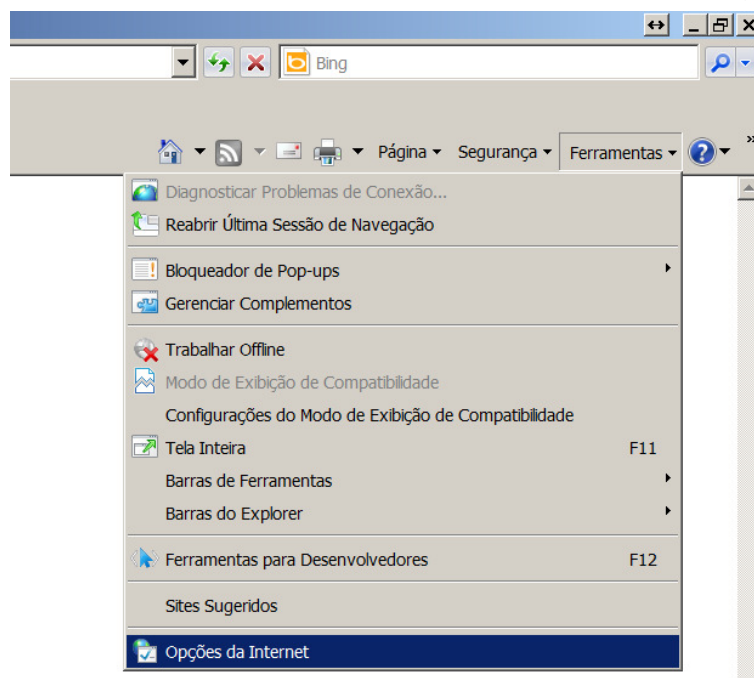 Bing
Página Segurança Ferramentas
Diagnosticar Problemas de Conexão...
Reabrir Última Sessão de Navegação
Bloqueador de Pop-ups
Gerenciar Complementos
Trabalhar Offline
Modo de Exibição de Compatibilidade
Configurações do Modo de Exibição de Compatibilidade
Tela Inteira F11
Barras de Ferramentas
Barras do Explorer
Ferramentas para Desenvolvedores F12
Sites Sugeridos
Opções da Internet